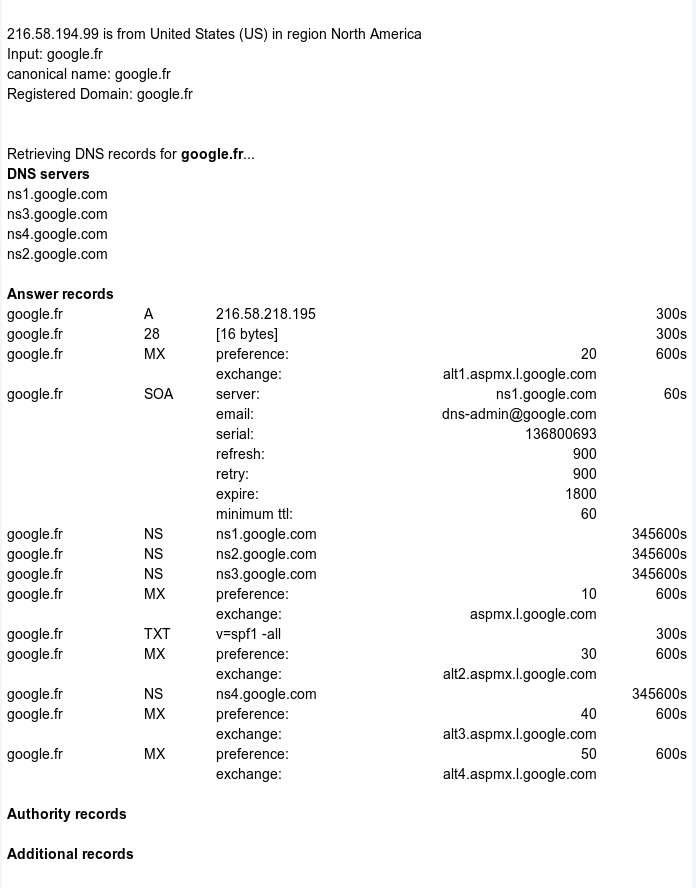 216.58.194.99 is from United States (US) in region North America
Input: google.fr
canonical name: google.fr
Registered Domain: google.fr
Retrieving DNS records for google.fr...
DNS servers
ns1.google.com
ns3.google.com
ns4.google.com
ns2.google.com
Answer records
google.fr A 216.58.218.195 300s
google.fr 28 [16 bytes] 300s
google.fr MX preference: 20 600s
exchange: alt1.aspmx.l.google.com
google.fr SOA server: ns1.google.com 60s
email: dns-admin@google.com
serial: 136800693
refresh: 900
retry: 900
expire: 1800
minimum ttl: 60
google.fr NS ns1.google.com 345600s
google.fr NS ns2.google.com 345600s
google.fr NS ns3.google.com 345600s
google.fr MX preference: 10 600s
exchange: aspmx.l.google.com
google.fr TXT v=spf1 -all 300s
google.fr MX preference: 30 600s
exchange: alt2.aspmx.l.google.com
google.fr NS ns4.google.com 345600s
google.fr MX preference: 40 600s
exchange: alt3.aspmx.l.google.com
google.fr MX preference: 50 600s
exchange: alt4.aspmx.l.google.com
Authority records
Additional records